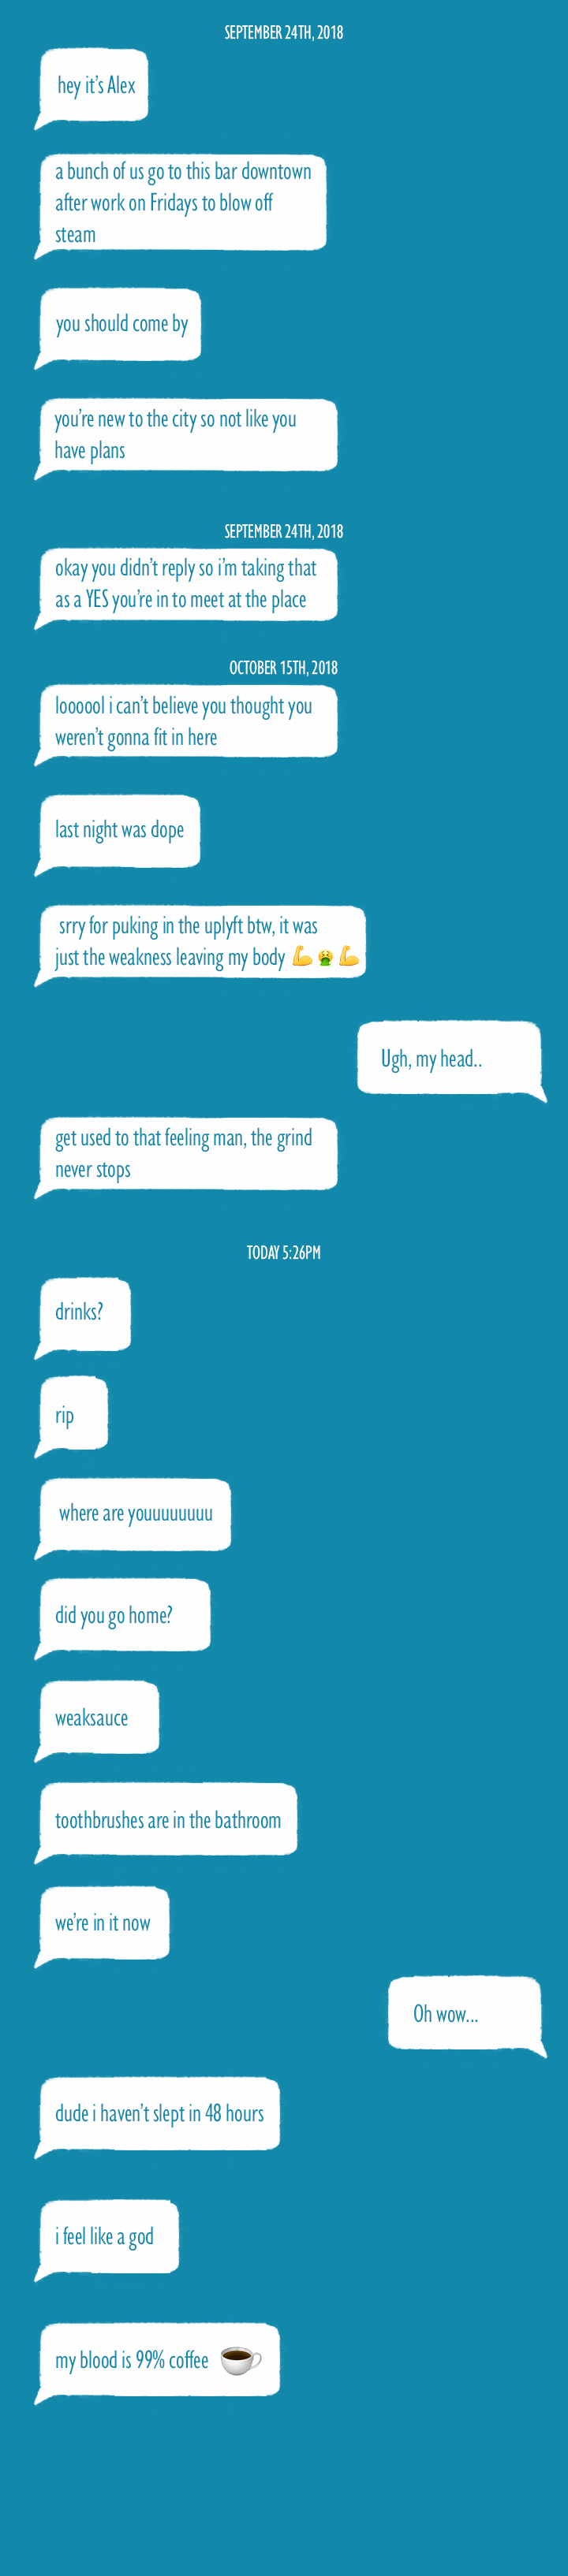 SEPTEMBER 24TH, 2018
hey it's Alex
a bunch of us go to this bar downtown
after work on Fridays to blow off
steam
you should come by
you're new to the city so not like you
have plans
SEPTEMBER 24TH, 2018
okay you didn't reply so i'm taking that
as a YES you're in to meet at the place
OCTOBER 15TH, 2018
loooool i can't believe you thought you
weren't gonna fit in here
last night was dope
srry for puking in the uplyft btw, it was
just the weakness leaving my body 💪🤮💪
Ugh, my head..
get used to that feeling man, the grind
never stops
TODAY 5:26PM
drinks?
rip
where are youuuuuuuuu
did you go home?
weaksauce
toothbrushes are in the bathroom
we're in it now
Oh wow...
dude i haven't slept in 48 hours
i feel like a god
my blood is 99% coffee ☕